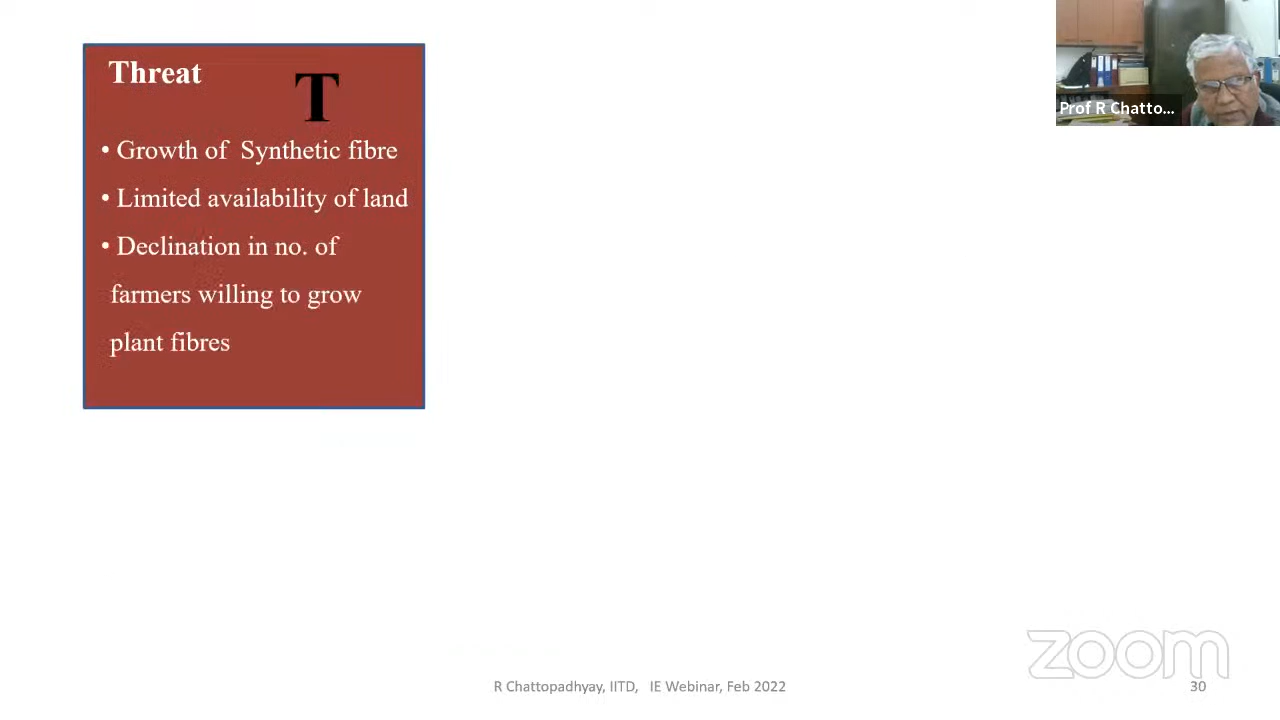 Threat
T
• Growth of Synthetic fibre
• Limited availability of land
• Declination in no. of
farmers willing to grow
plant fibres
Prof R Chatto...
zoom
R Chattopadhyay, IITD, IE Webinar, Feb 2022
30